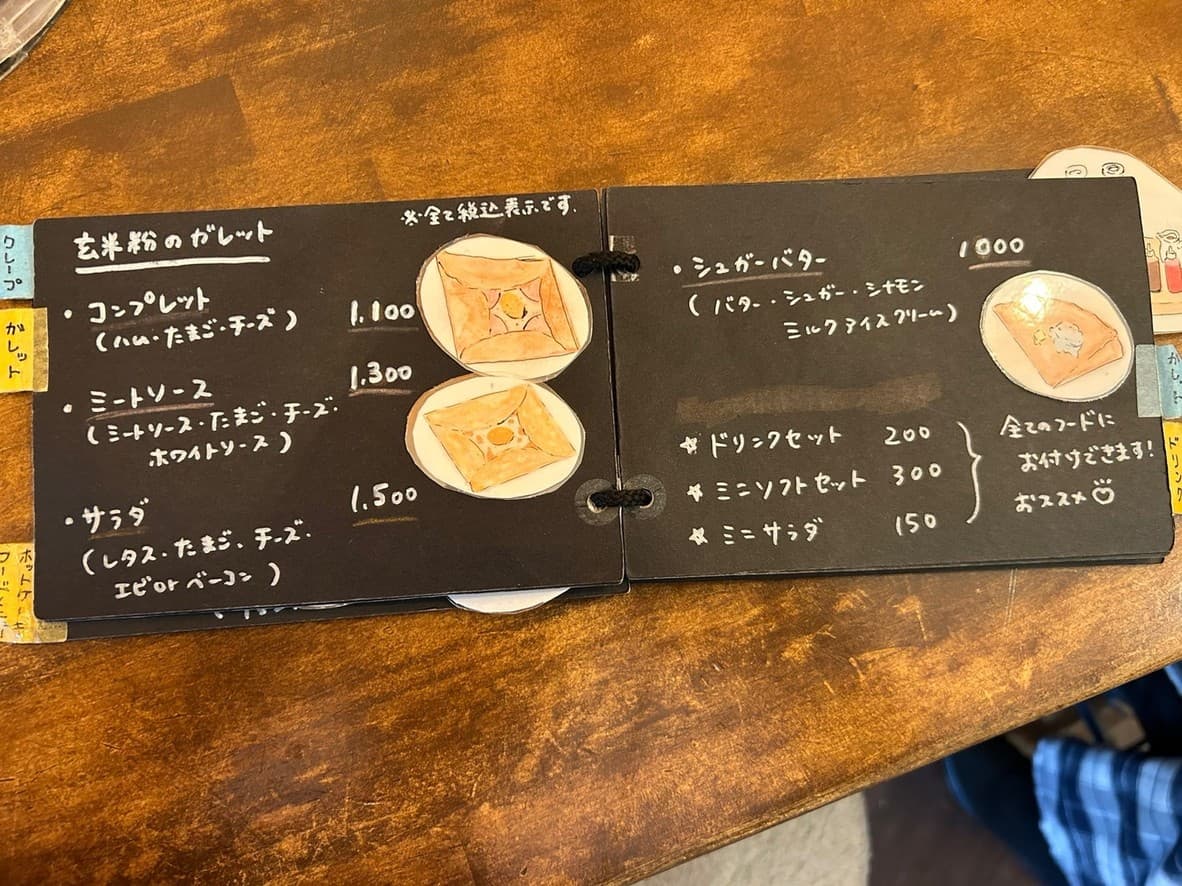 ※全て税込表示です.
玄米粉のガレット
・コンプレット 1.100
(ハム・たまご・チーズ)
・ミートソース 1.300
(ミートソース・たまご・チーズ・
ホワイトソース)
・サラダ 1.500
(レタス・たまご、チーズ・
エビorベーコン)
・シュガーバター 1000
(バター・シュガー・シナモン
ミルクアイスクリーム)
☆ドリンクセット 200
☆ミニソフトセット 300
☆ミニサラダ 150
全てのフードに
お付けできます!
おススメ
クレープ
ガレット
ドリンク